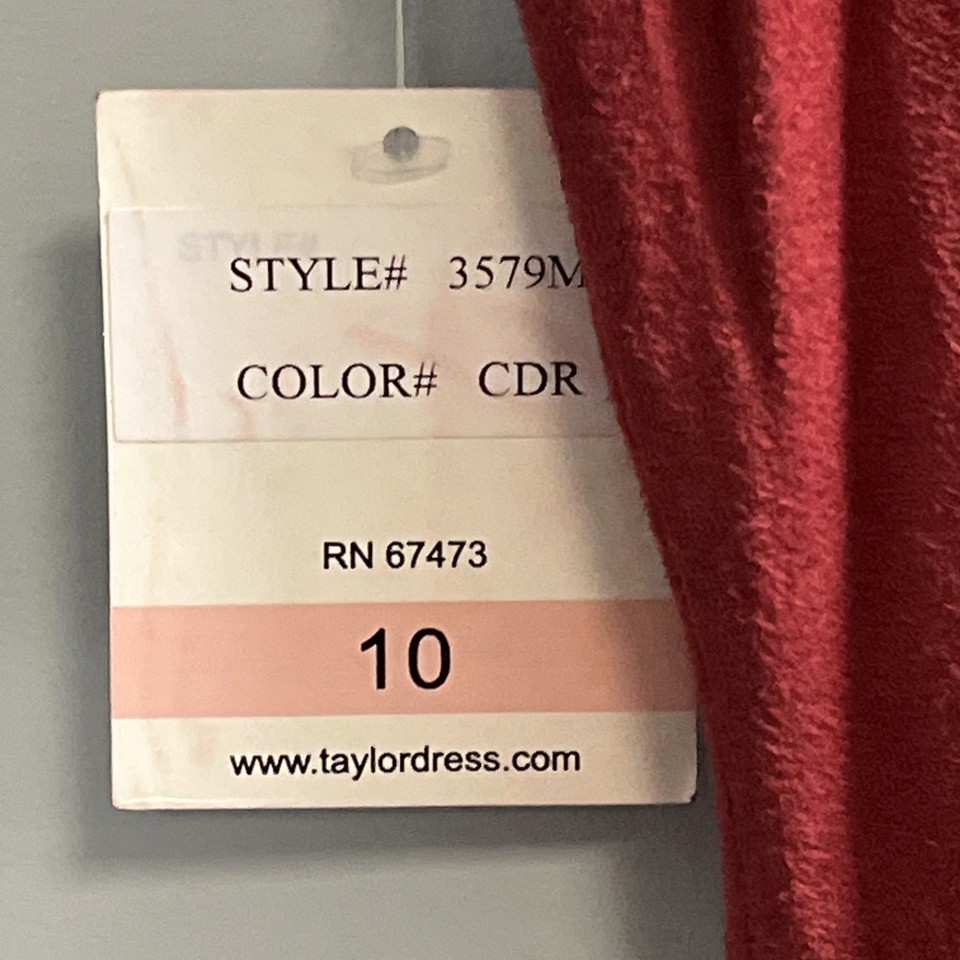 STYLE# 3579M
COLOR# CDR
RN 67473
10
www.taylordress.com